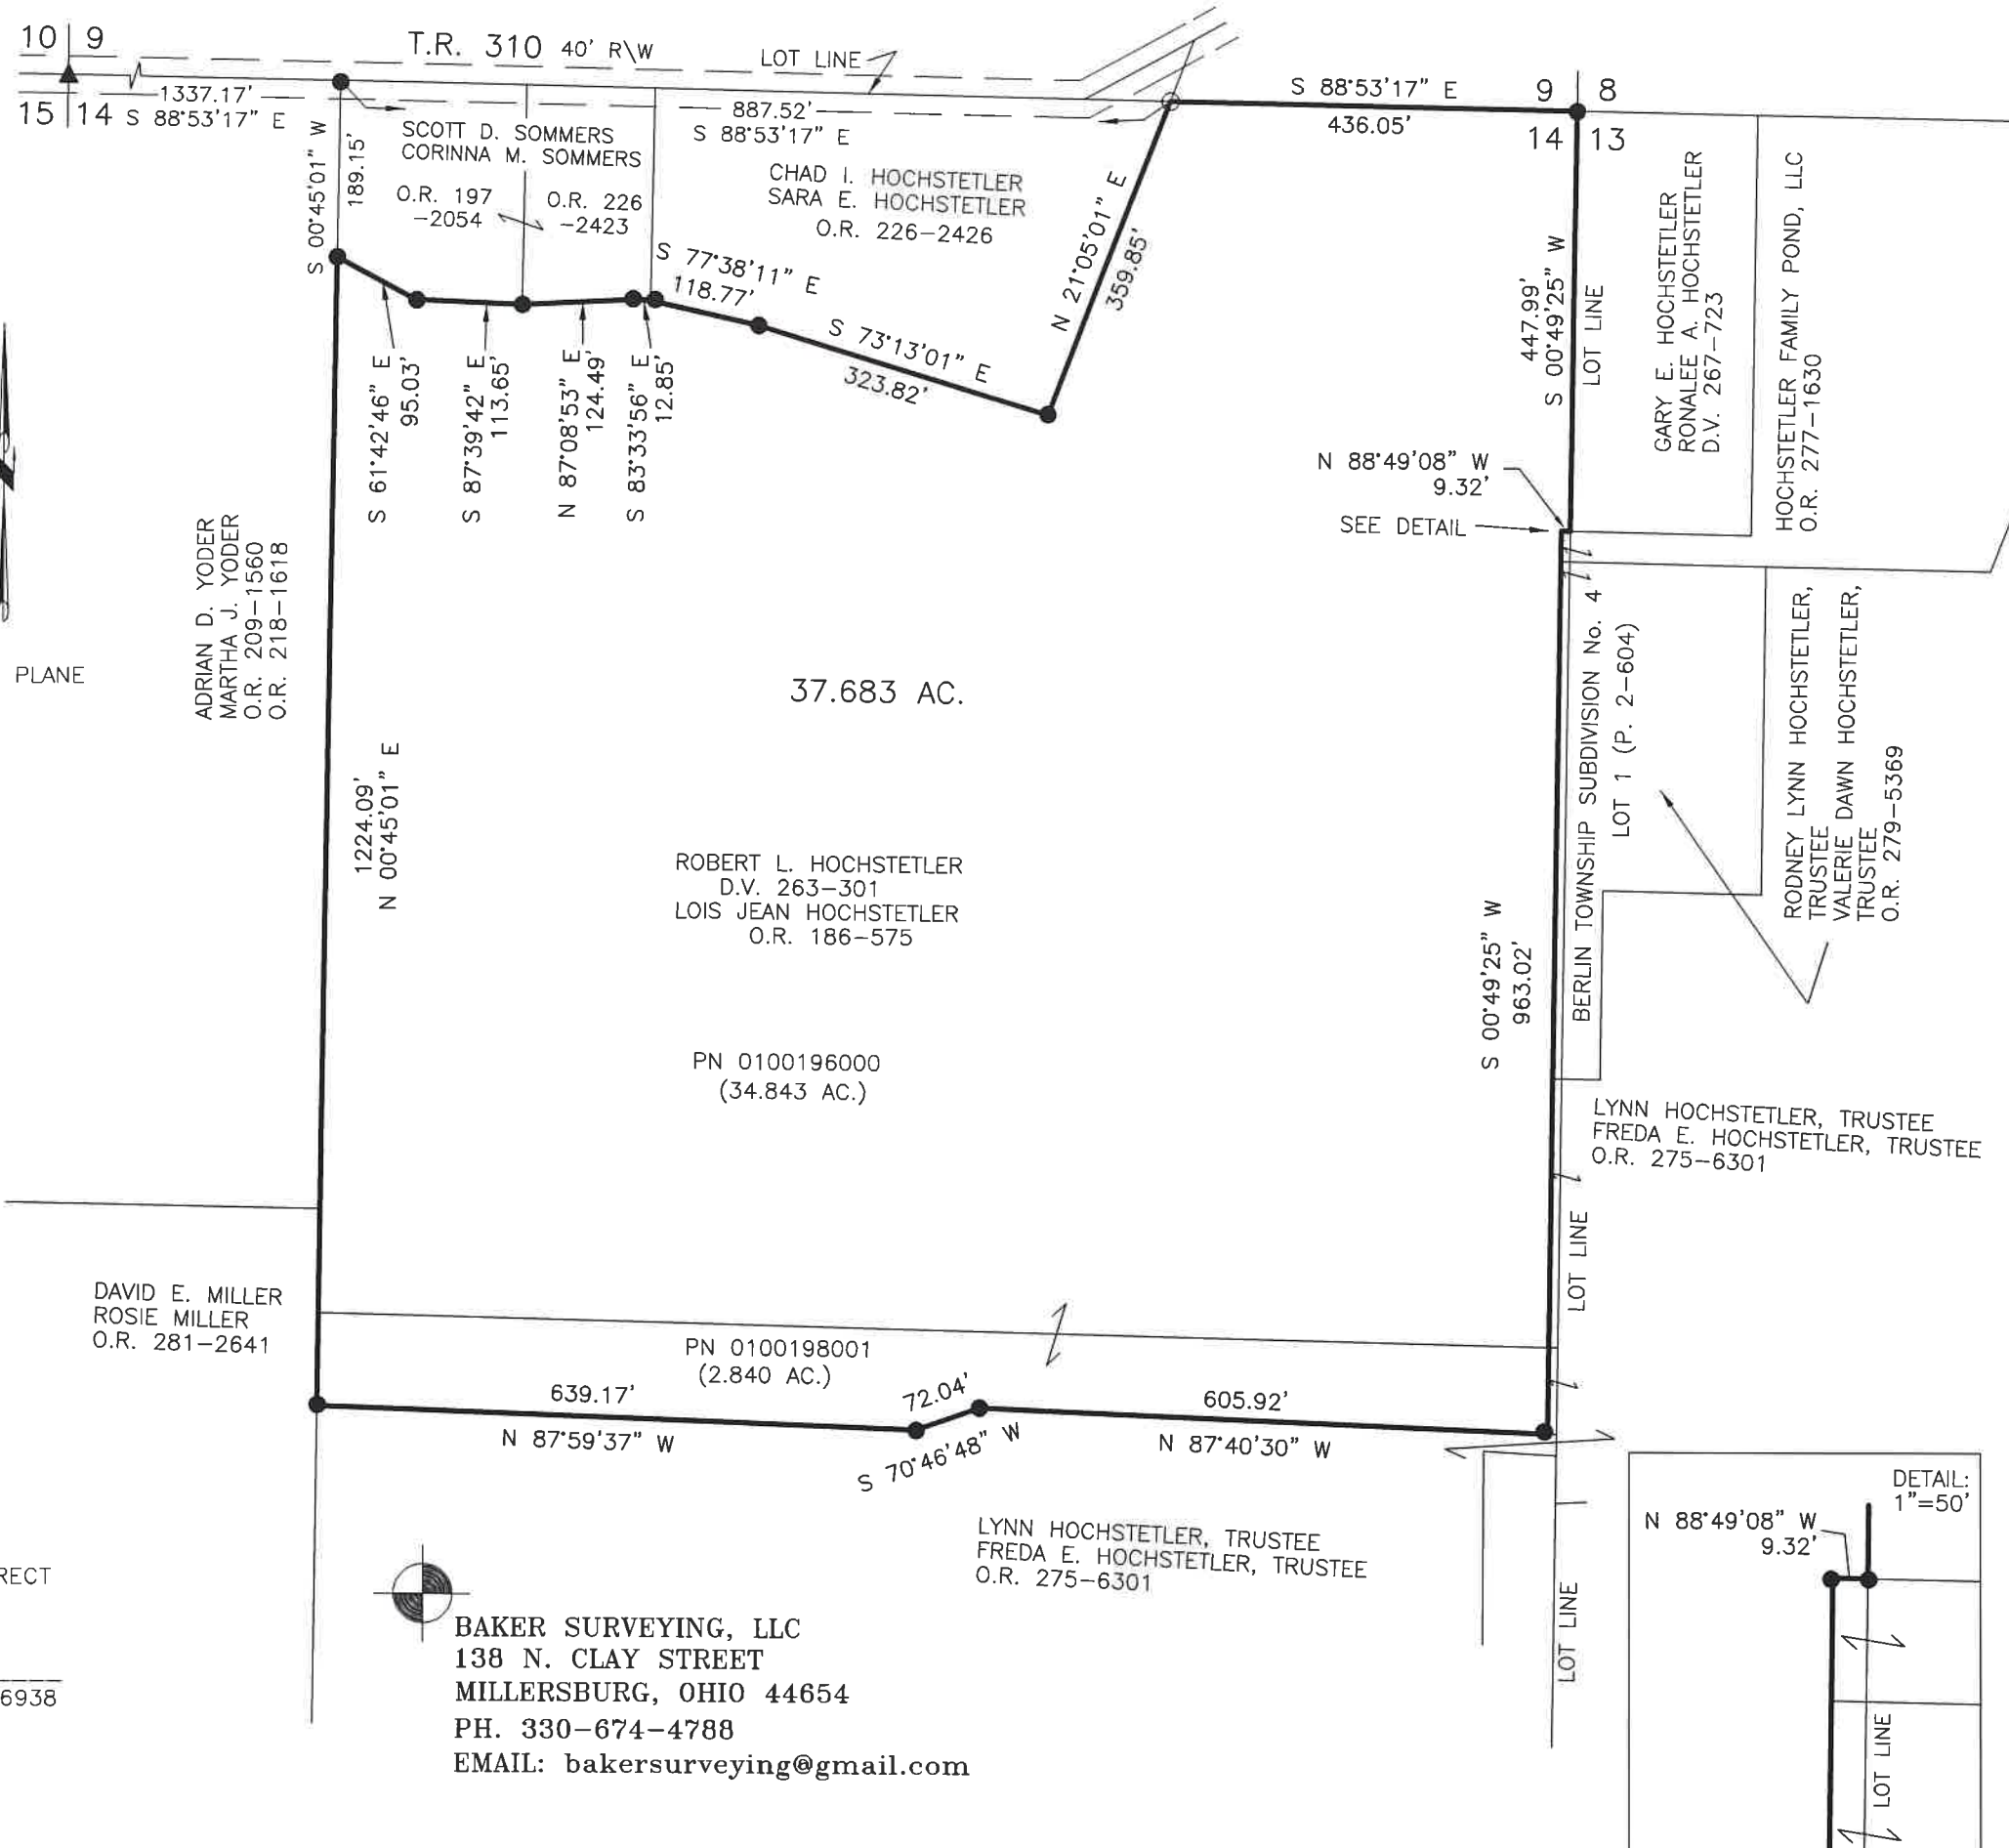 10 9
15 14
1337.17'
S 88°53'17" E
T.R. 310 40' R\W
LOT LINE
887.52'
S 88°53'17" E
S 88°53'17" E
436.05'
9 8
14 13
S 00°45'01" W
189.15'
SCOTT D. SOMMERS
CORINNA M. SOMMERS
O.R. 197
-2054
O.R. 226
-2423
CHAD I. HOCHSTETLER
SARA E. HOCHSTETLER
O.R. 226-2426
N 21°05'01" E
359.85'
S 77°38'11" E
118.77'
S 73°13'01" E
323.82'
S 61°42'46" E
95.03'
S 87°39'42" E
113.65'
N 87°08'53" E
124.49'
S 83°33'56" E
12.85'
447.99'
S 00°49'25" W
LOT LINE
GARY E. HOCHSTETLER
RONALEE A. HOCHSTETLER
D.V. 267-723
HOCHSTETLER FAMILY POND, LLC
O.R. 277-1630
N 88°49'08" W
9.32'
SEE DETAIL
ADRIAN D. YODER
MARTHA J. YODER
O.R. 209-1560
O.R. 218-1618
PLANE
37.683 AC.
1224.09'
N 00°45'01" E
ROBERT L. HOCHSTETLER
D.V. 263-301
LOIS JEAN HOCHSTETLER
O.R. 186-575
PN 0100196000
(34.843 AC.)
S 00°49'25" W
963.02'
BERLIN TOWNSHIP SUBDIVISION No. 4
LOT 1 (P. 2-604)
RODNEY LYNN HOCHSTETLER,
TRUSTEE
VALERIE DAWN HOCHSTETLER,
TRUSTEE
O.R. 279-5369
LYNN HOCHSTETLER, TRUSTEE
FREDA E. HOCHSTETLER, TRUSTEE
O.R. 275-6301
LOT LINE
DAVID E. MILLER
ROSIE MILLER
O.R. 281-2641
PN 0100198001
(2.840 AC.)
639.17'
N 87°59'37" W
72.04'
S 70°46'48" W
605.92'
N 87°40'30" W
LYNN HOCHSTETLER, TRUSTEE
FREDA E. HOCHSTETLER, TRUSTEE
O.R. 275-6301
LOT LINE
DETAIL:
1"=50'
N 88°49'08" W
9.32'
LOT LINE
RECT
6938
BAKER SURVEYING, LLC
138 N. CLAY STREET
MILLERSBURG, OHIO 44654
PH. 330-674-4788
EMAIL: bakersurveying@gmail.com